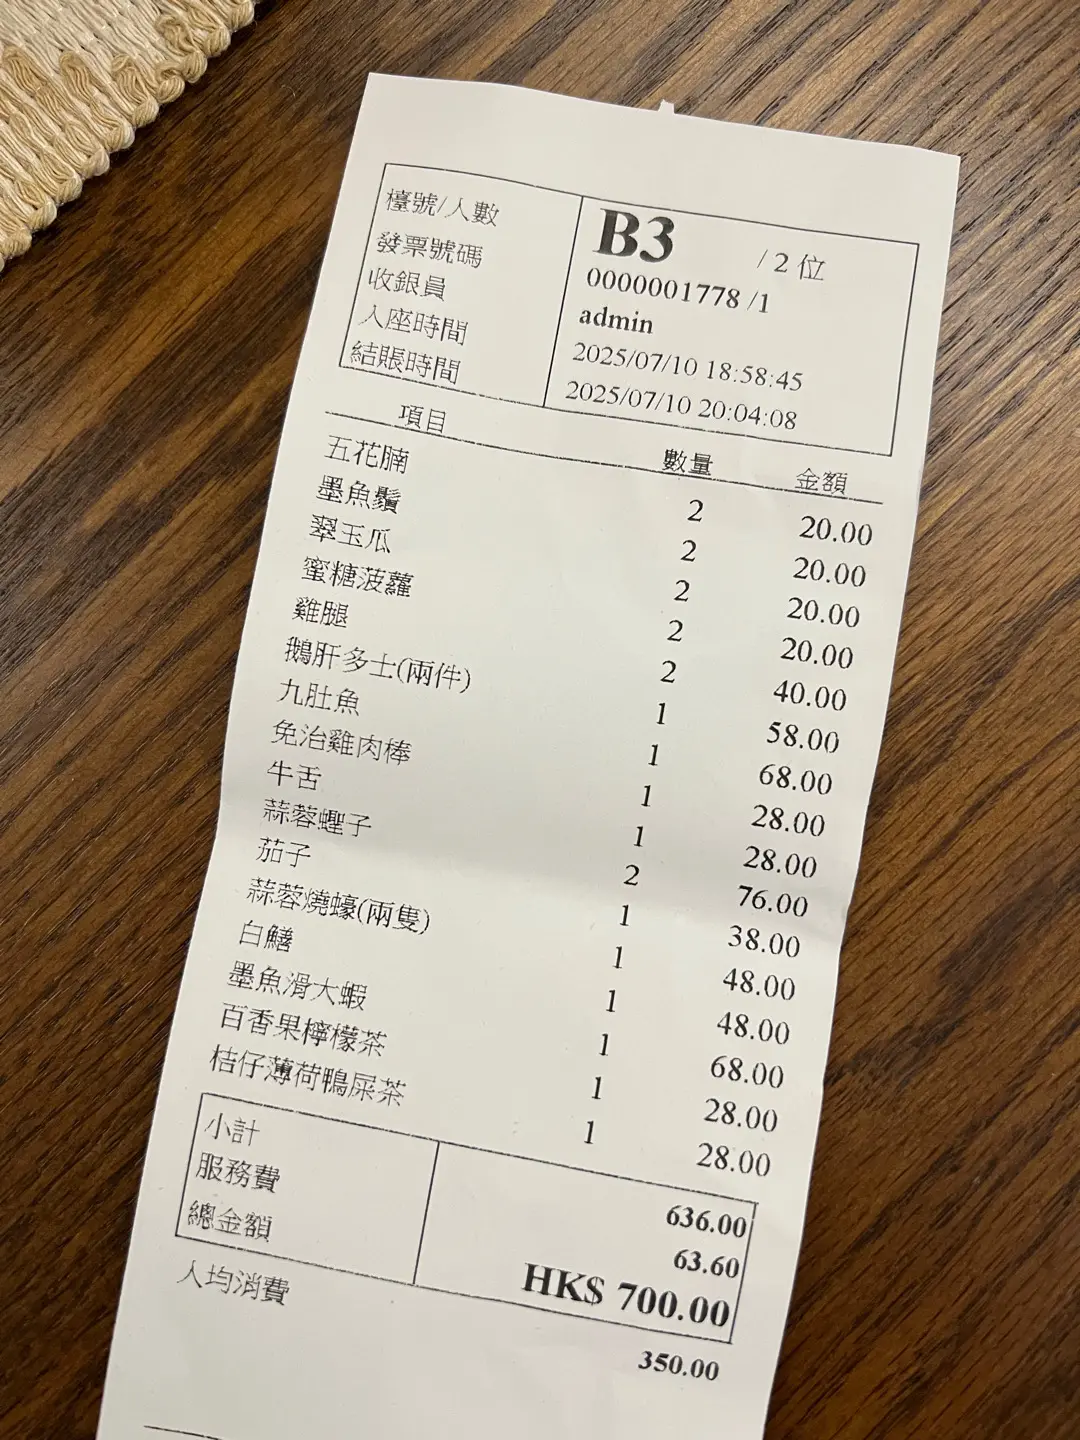 檯號/人數 B3 /2 位
發票號碼 0000001778 /1
收銀員 admin
入座時間 2025/07/10 18:58:45
結賬時間 2025/07/10 20:04:08
項目 數量 金額
五花腩 2 20.00
墨魚鬚 2 20.00
翠玉瓜 2 20.00
蜜糖菠蘿 2 20.00
雞腿 2 40.00
鵝肝多士(兩件) 1 58.00
九肚魚 1 68.00
免治雞肉棒 1 28.00
牛舌 1 28.00
蒜蓉蟶子 2 76.00
茄子 1 38.00
蒜蓉燒蠔(兩隻) 1 48.00
白鱔 1 48.00
墨魚滑大蝦 1 68.00
百香果檸檬茶 1 28.00
桔仔薄荷鴨屎茶 1 28.00
小計 636.00
服務費 63.60
總金額 HK$ 700.00
人均消費 350.00